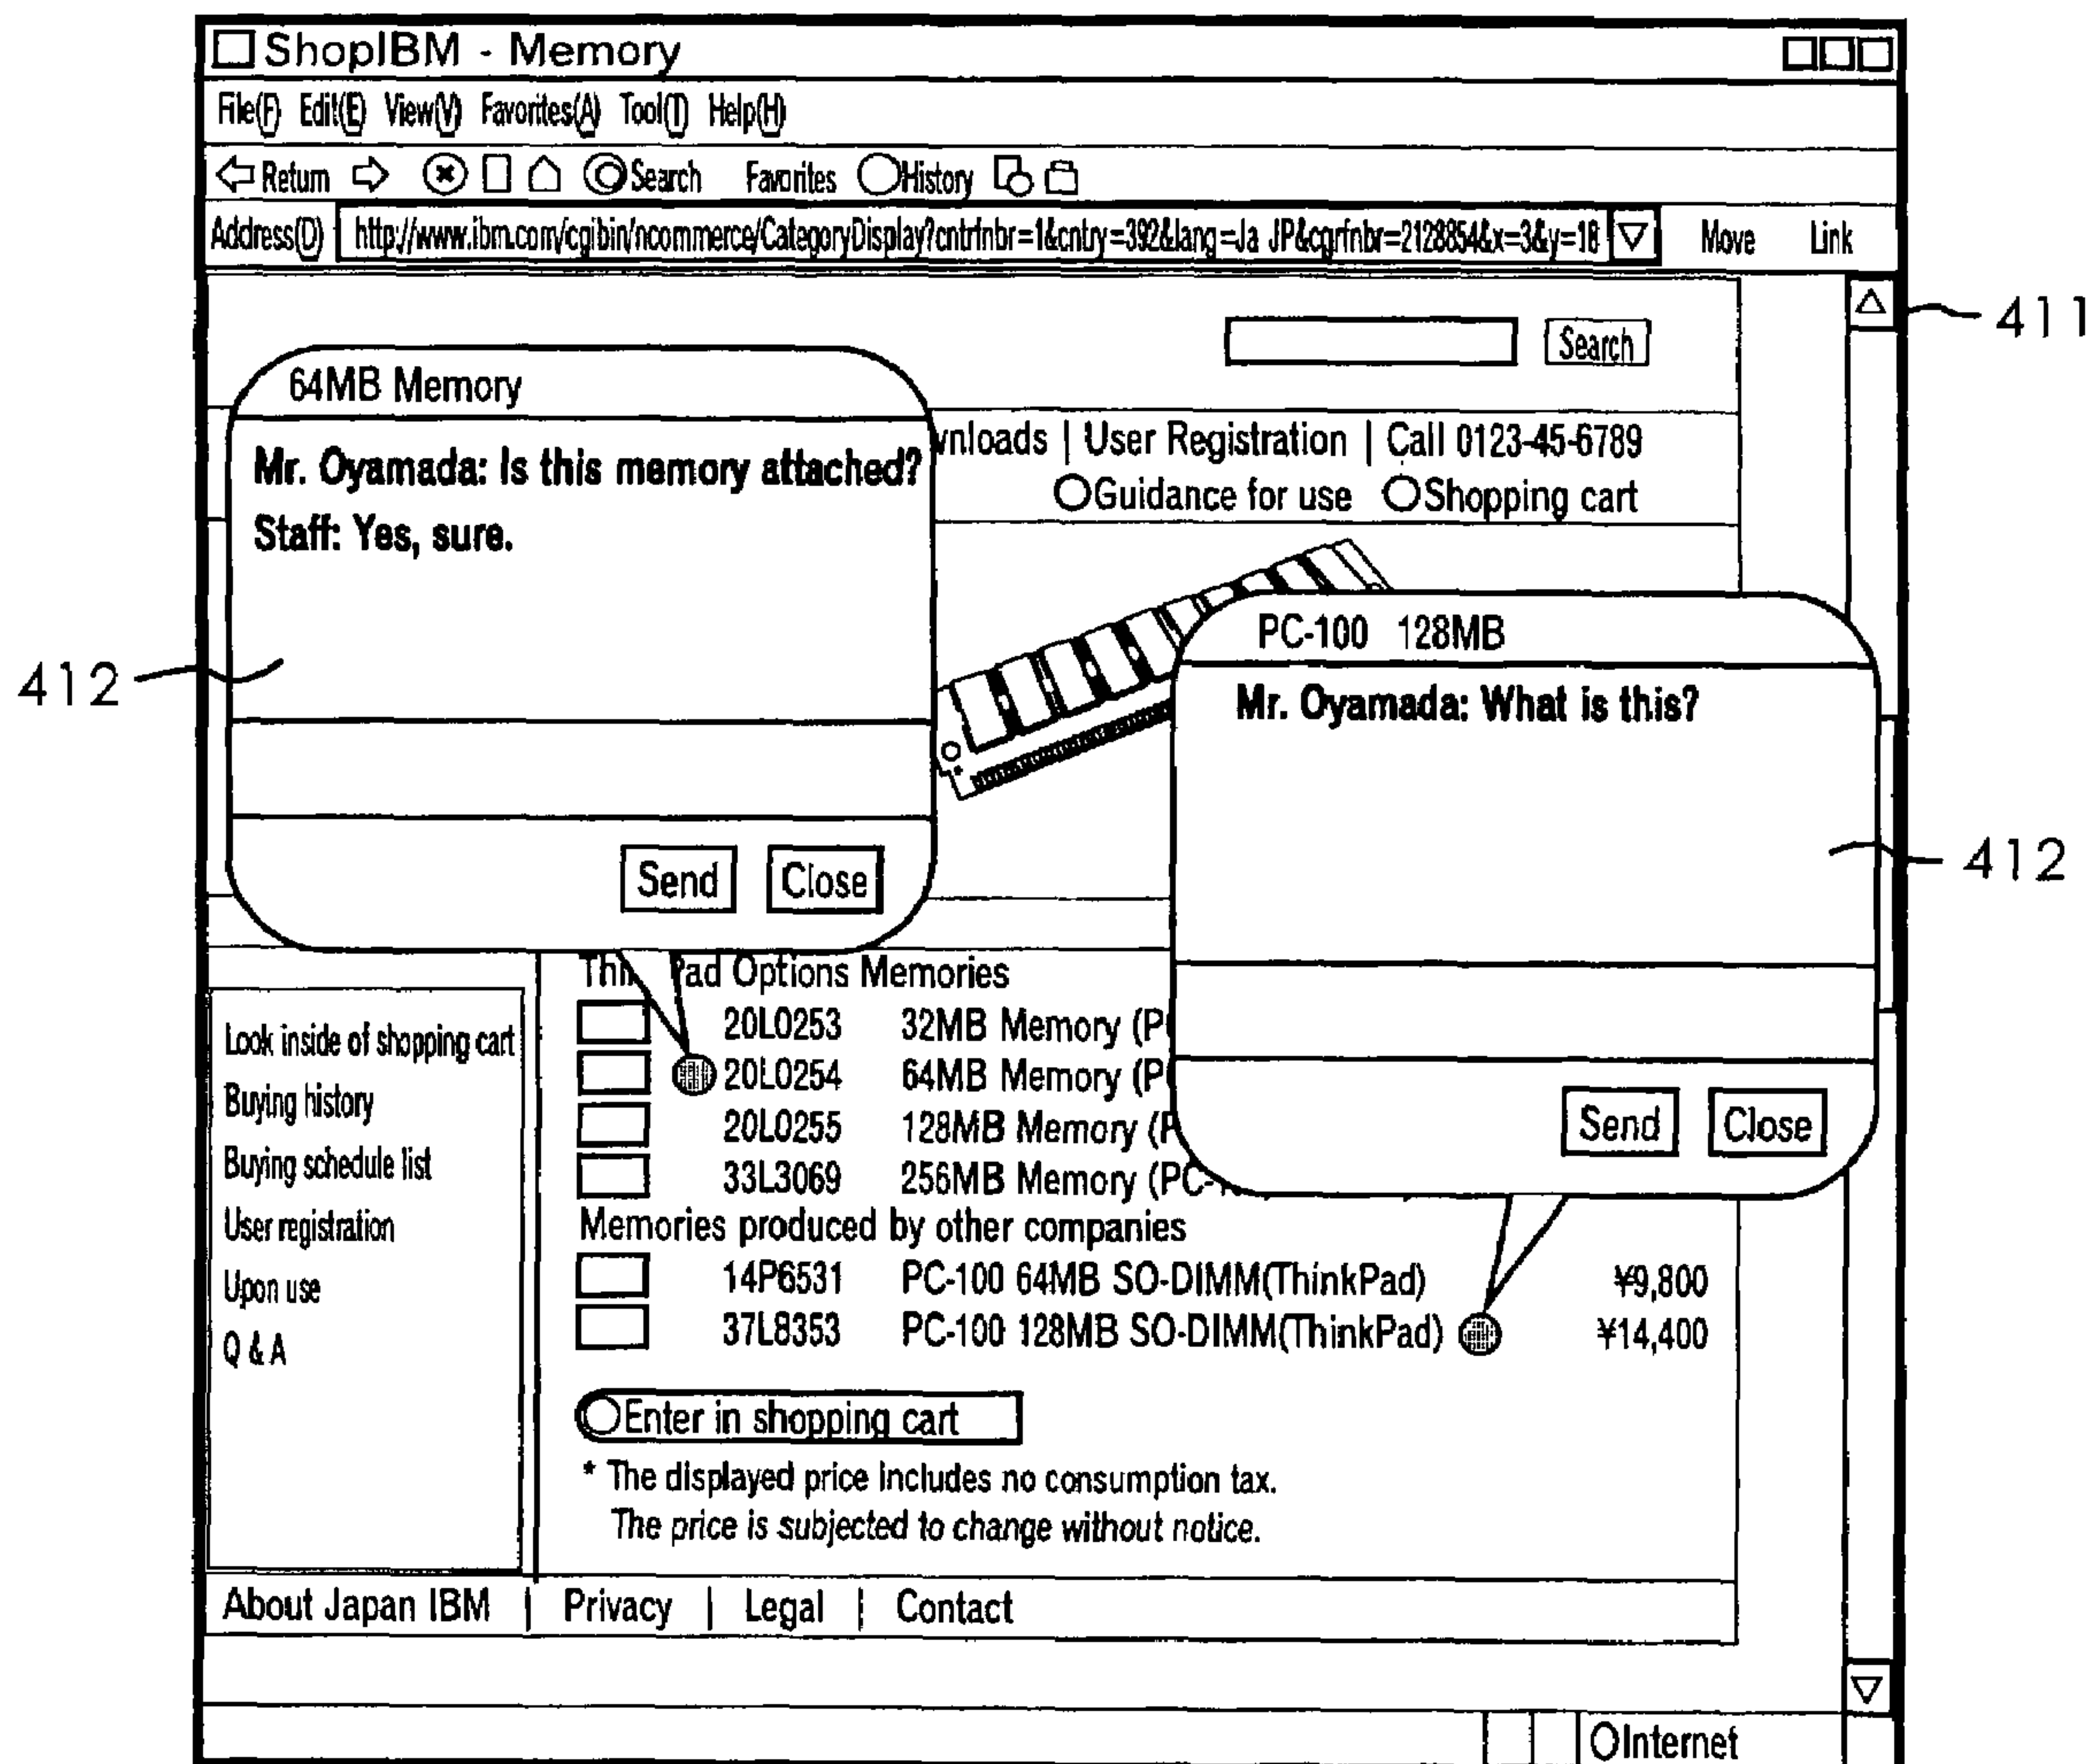 ShopIBM - Memory
File(F) Edit(E) View(V) Favorites(A) Tool(T) Help(H)
Return Search Favorites History
Address(D) http://www.ibm.com/cgibin/ncommerce/CategoryDisplay?cntrfnbr=1&cntry=392&lang=Ja JP&cgrfnbr=2128854&x=3&y=18 Move Link
411
Search
64MB Memory
Mr. Oyamada: Is this memory attached?
Staff: Yes, sure.
412
Send Close
vnloads | User Registration | Call 0123-45-6789
Guidance for use Shopping cart
PC-100 128MB
Mr. Oyamada: What is this?
412
Send Close
Look inside of shopping cart
Buying history
Buying schedule list
User registration
Upon use
Q & A
Thin Pad Options Memories
20L0253 32MB Memory (P
20L0254 64MB Memory (P
20L0255 128MB Memory (P
33L3069 256MB Memory (PC-
Memories produced by other companies
14P6531 PC-100 64MB SO-DIMM(ThinkPad) ¥9,800
37L8353 PC-100 128MB SO-DIMM(ThinkPad) ¥14,400
Enter in shopping cart
* The displayed price includes no consumption tax.
The price is subjected to change without notice.
About Japan IBM | Privacy | Legal | Contact
Internet